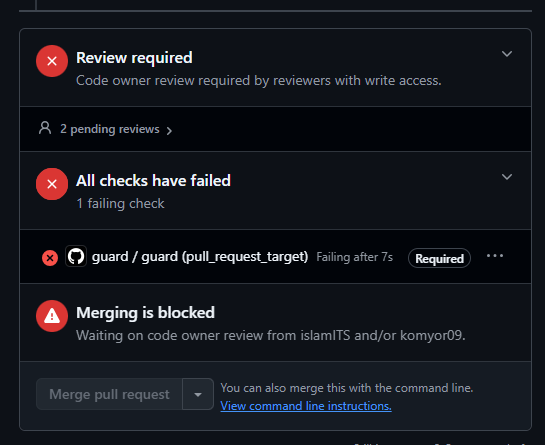 Review required
Code owner review required by reviewers with write access.
2 pending reviews
All checks have failed
1 failing check
guard / guard (pull_request_target) Failing after 7s Required
Merging is blocked
Waiting on code owner review from islamITS and/or komyor09.
Merge pull request
You can also merge this with the command line.
View command line instructions.